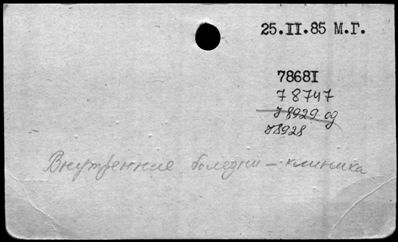 25.II.85 М.Г.
78681
78747
78929 од
78928
Внутренние болезни – клиника